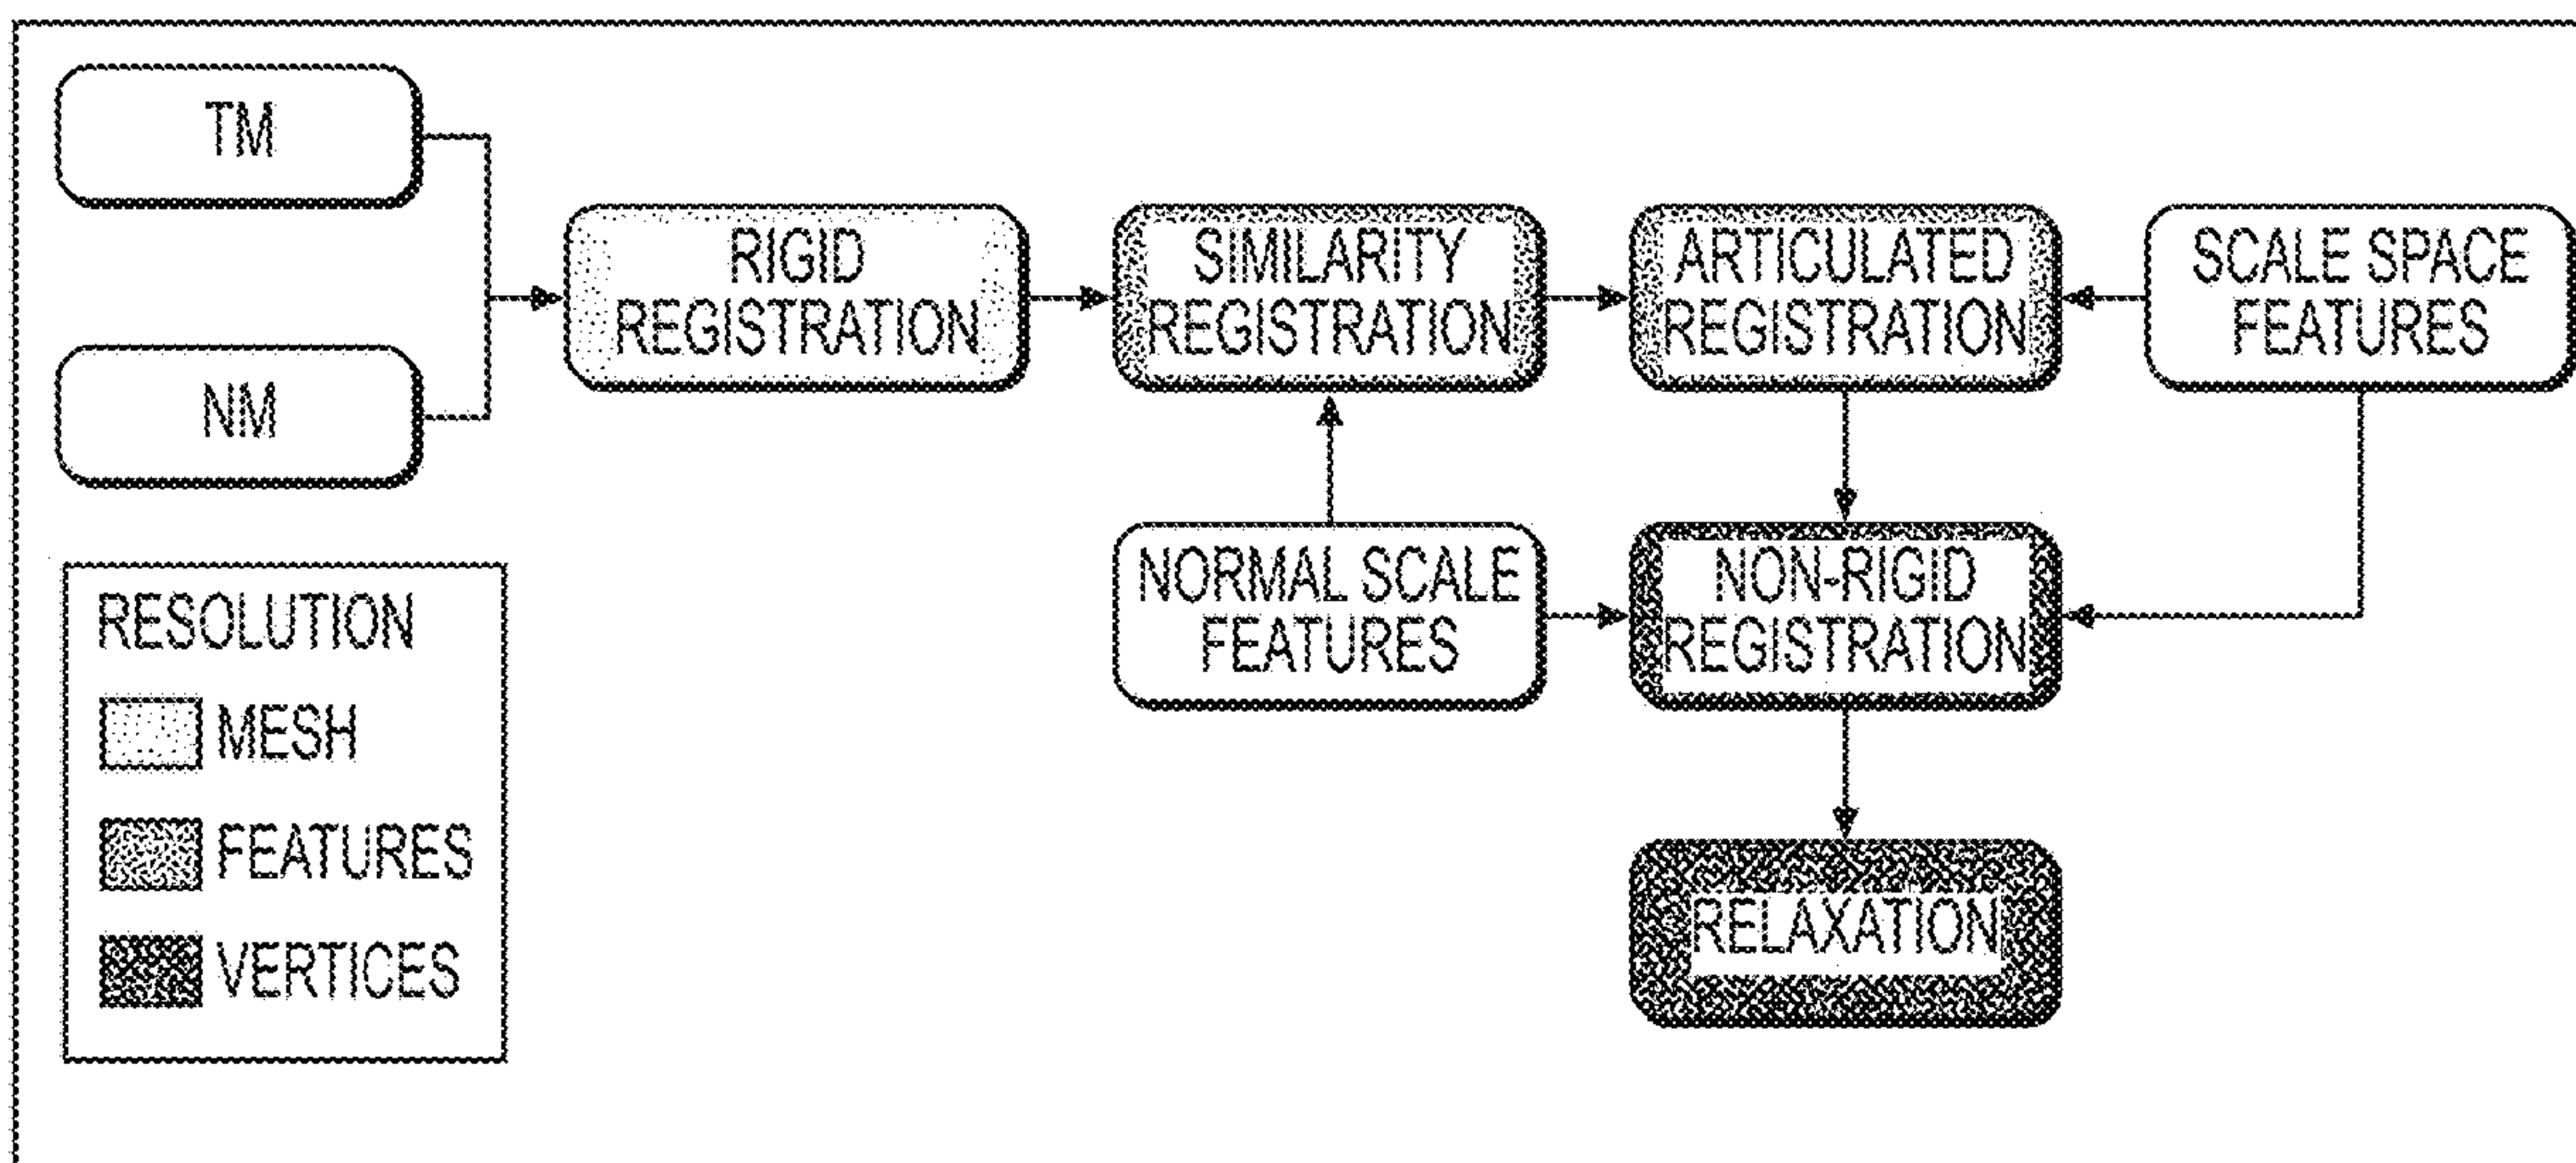 TM
NM
RIGID
REGISTRATION
SIMILARITY
REGISTRATION
ARTICULATED
REGISTRATION
SCALE SPACE
FEATURES
NORMAL SCALE
FEATURES
NON-RIGID
REGISTRATION
RELAXATION
RESOLUTION
MESH
FEATURES
VERTICES